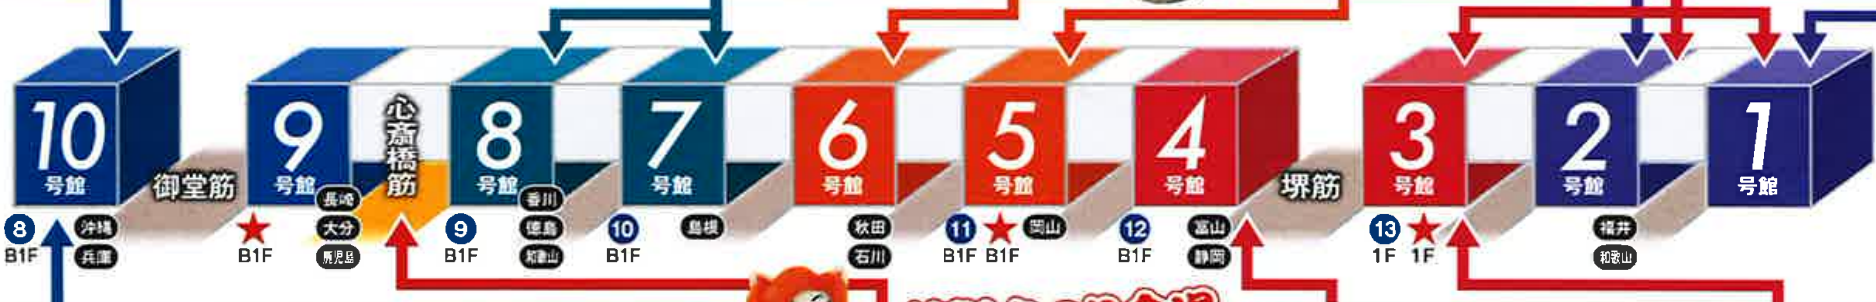 10
号館
御堂筋
9
号館
心斎橋筋
8
号館
7
号館
6
号館
5
号館
4
号館
堺筋
3
号館
2
号館
1
号館
8
B1F
沖縄
兵庫
★
B1F
長崎
大分
鹿児島
9
B1F
香川
徳島
和歌山
10
B1F
島根
秋田
石川
11
B1F
★
B1F
岡山
12
B1F
富山
静岡
13
1F
★
1F
福井
和歌山